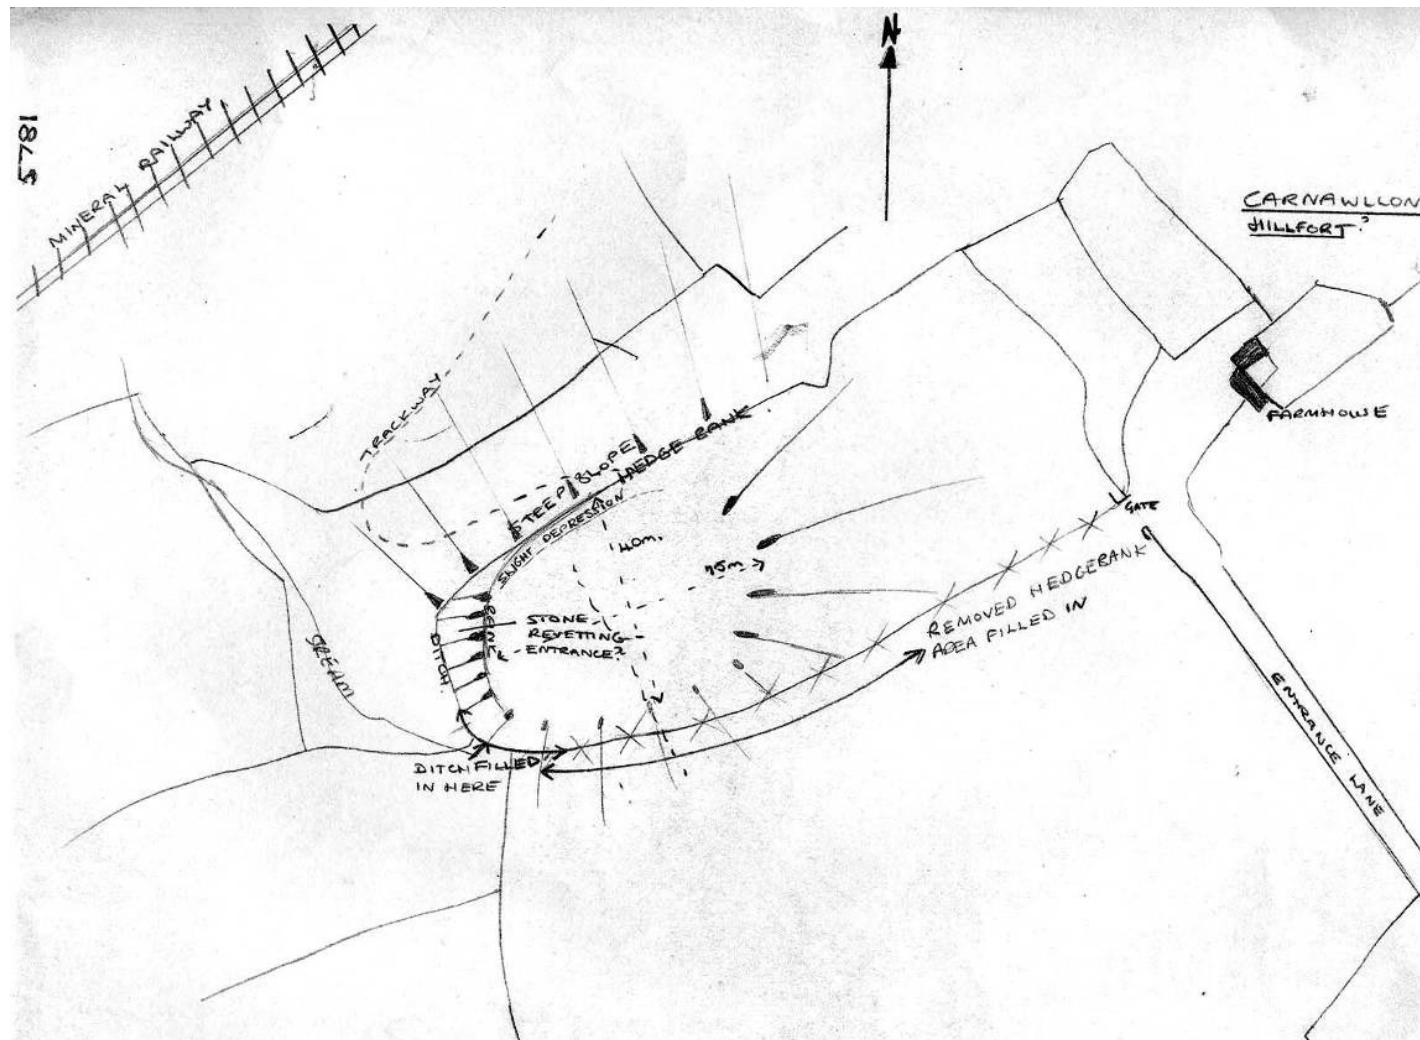 N
18L5
5781
MINERAL RAILWAY
CARNAWLLON
HILLFORT?
FARMHOUSE
TRACKWAY
STEEP SLOPE
HEDGE BANK
SLIGHT DEPRESSION
40m.
75m
GATE
STONE
REVETTING
ENTRANCE?
DITCH
STREAM
REMOVED HEDGEBANK
AREA FILLED IN
ENTRANCE LANE
DITCH FILLED
IN HERE